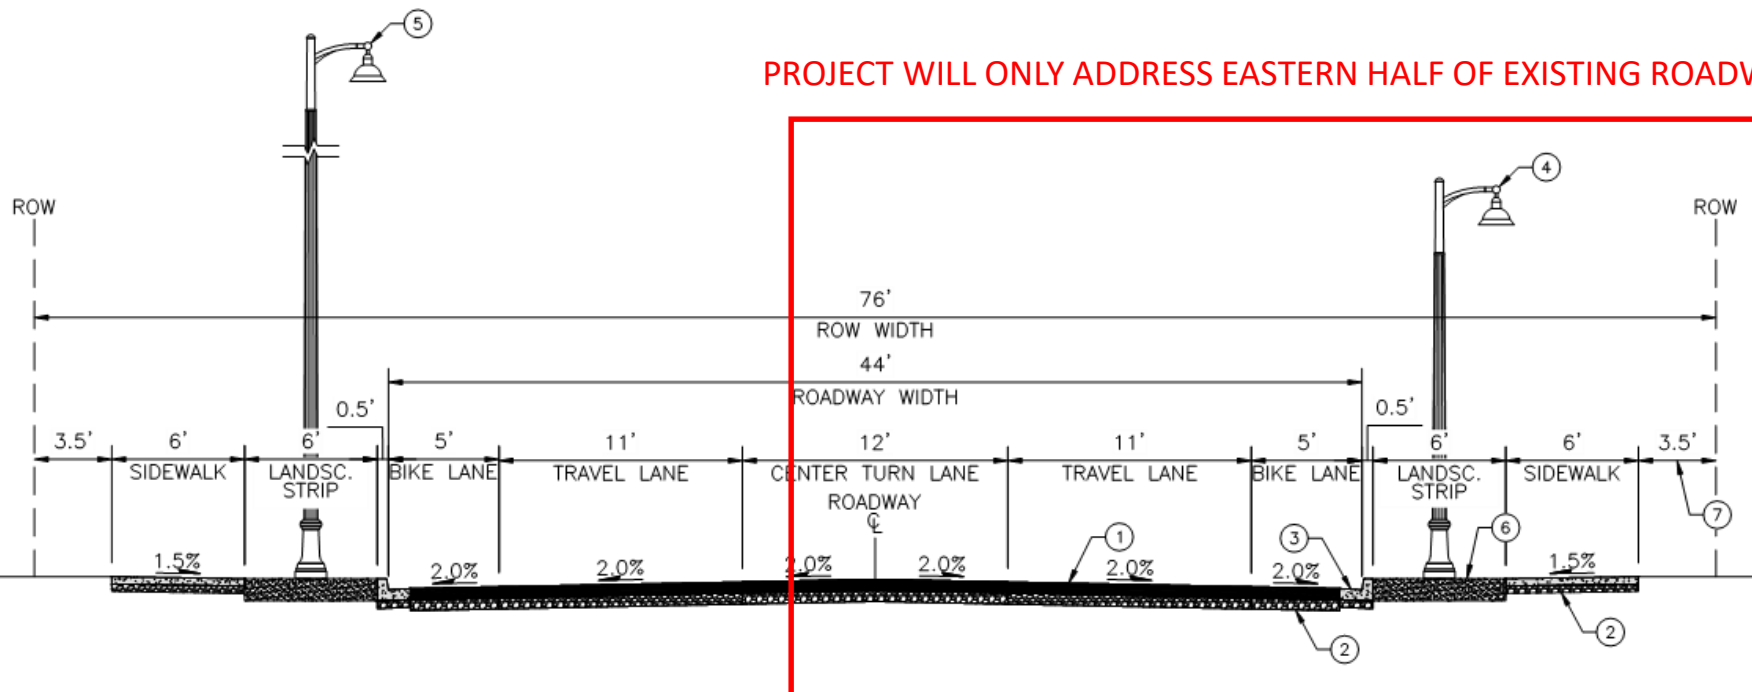 5
PROJECT WILL ONLY ADDRESS EASTERN HALF OF EXISTING ROADW
4
ROW
ROW
76'
ROW WIDTH
44'
ROADWAY WIDTH
0.5'
0.5'
3.5' 6' 6' 5' 11' 12' 11' 5' 6' 6' 3.5'
SIDEWALK LANDSC. BIKE LANE TRAVEL LANE CENTER TURN LANE TRAVEL LANE BIKE LANE LANDSC. SIDEWALK
STRIP STRIP
ROADWAY
CL
7
6
1 3
1.5% 2.0% 2.0% 2.0% 2.0% 2.0% 2.0% 1.5%
2 2